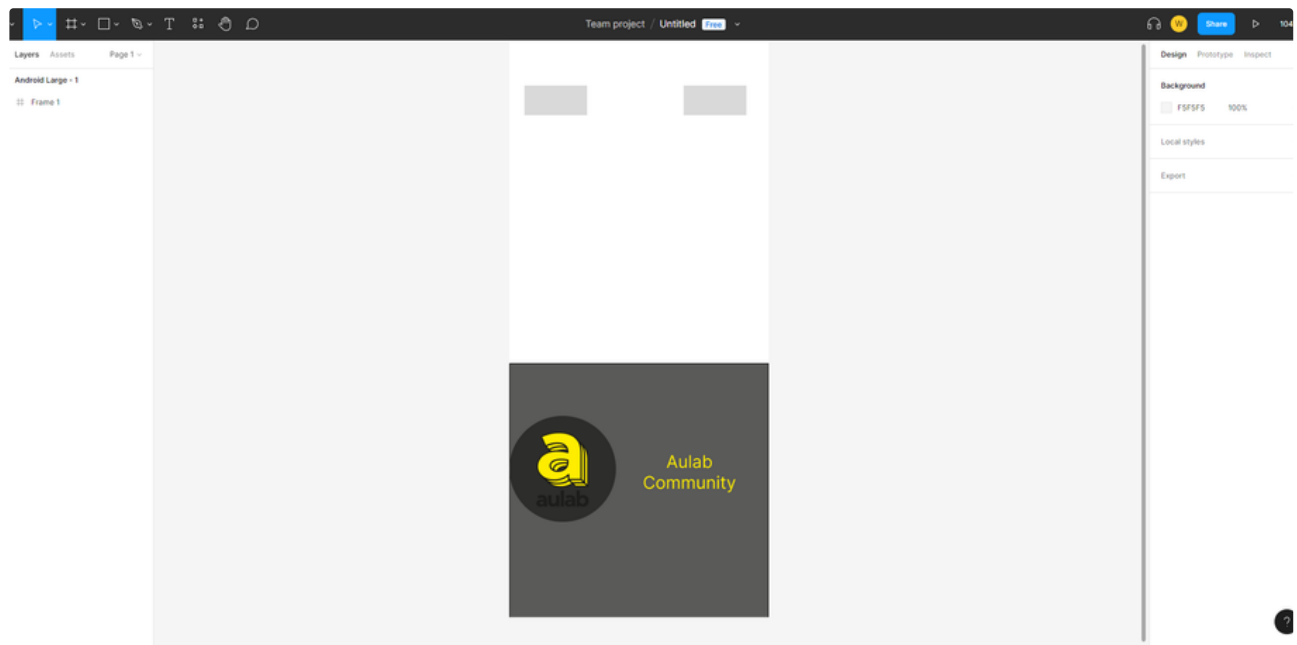 Team project / Untitled Free
W
Share
104
Layers Assets Page 1
Android Large - 1
Frame 1
Design Prototype Inspect
Background
F5F5F5 100%
Local styles
Export
a
aulab
Aulab
Community
?